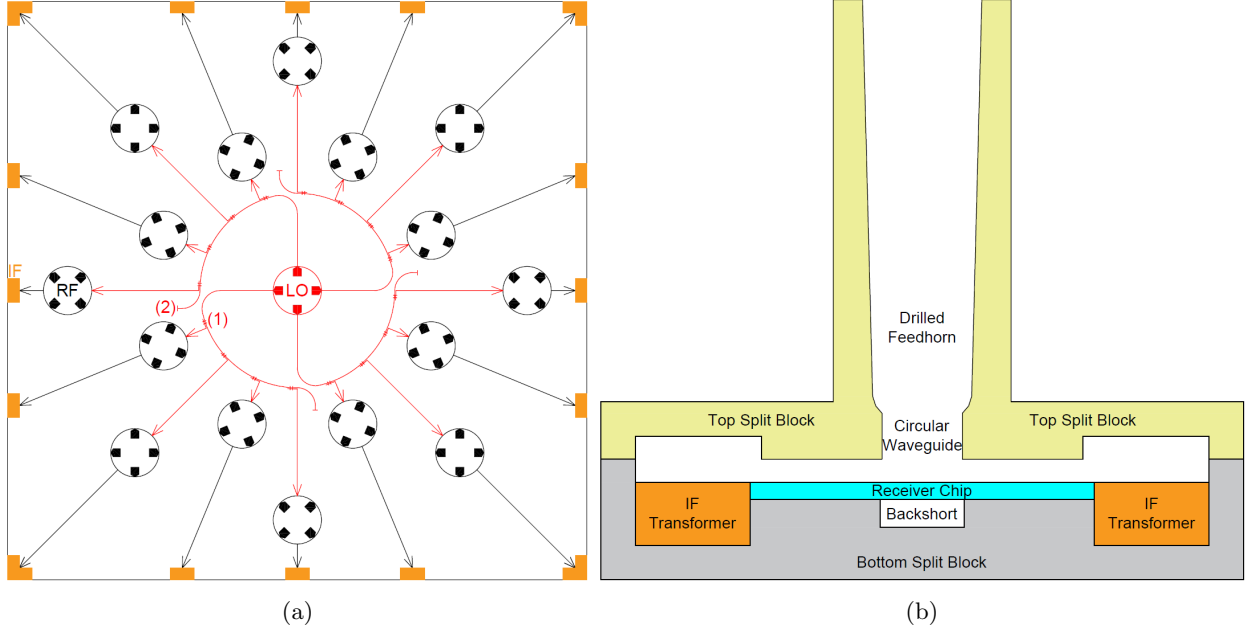 IF
RF
LO
(2)
(1)
(a)
Drilled
Feedhorn
Top Split Block
Circular
Waveguide
Top Split Block
Receiver Chip
IF
Transformer
Backshort
IF
Transformer
Bottom Split Block
(b)